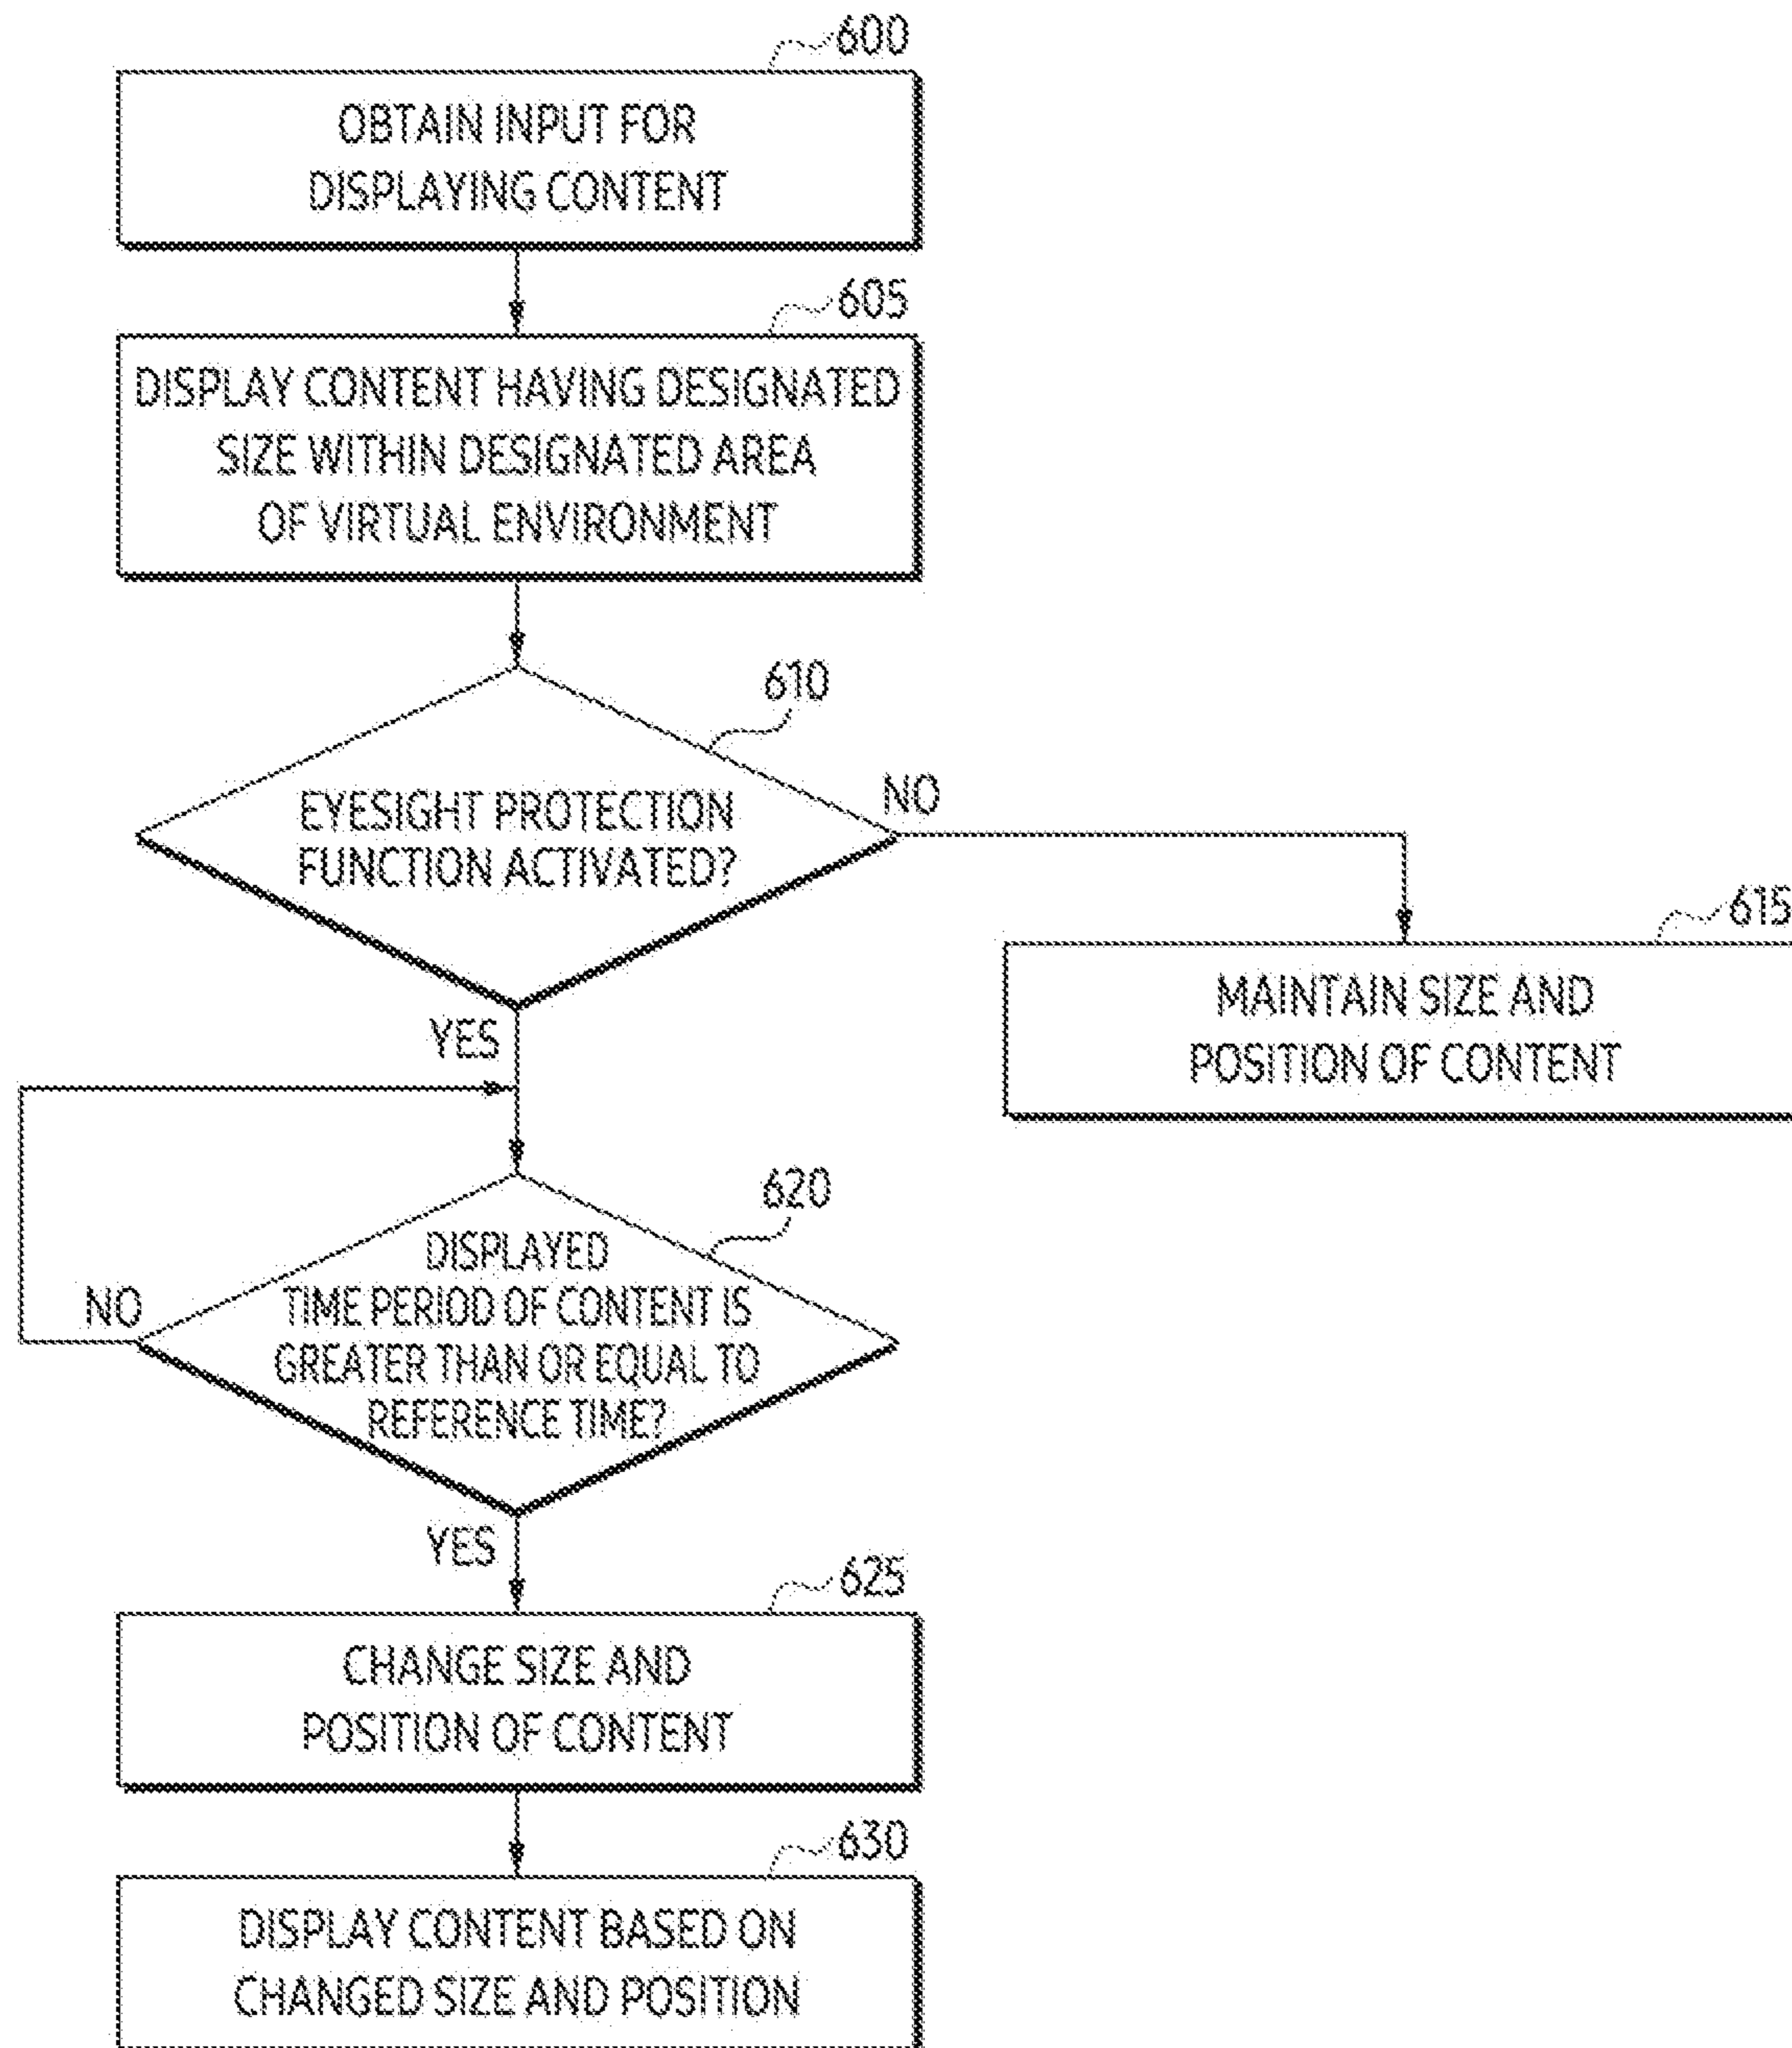 600
OBTAIN INPUT FOR
DISPLAYING CONTENT
605
DISPLAY CONTENT HAVING DESIGNATED
SIZE WITHIN DESIGNATED AREA
OF VIRTUAL ENVIRONMENT
610
EYESIGHT PROTECTION
FUNCTION ACTIVATED?
NO
615
MAINTAIN SIZE AND
POSITION OF CONTENT
YES
620
DISPLAYED
TIME PERIOD OF CONTENT IS
GREATER THAN OR EQUAL TO
REFERENCE TIME?
NO
YES
625
CHANGE SIZE AND
POSITION OF CONTENT
630
DISPLAY CONTENT BASED ON
CHANGED SIZE AND POSITION